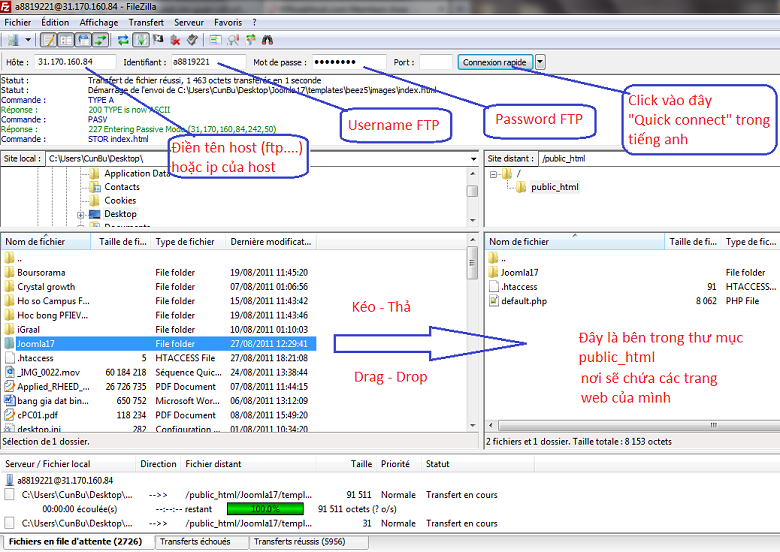 a8819221@31.170.160.84 - FileZilla
Fichier Édition Affichage Transfert Serveur Favoris ?
Hôte : 31.170.160.84 Identifiant : a8819221 Mot de passe : ●●●●●●●● Port : Connexion rapide
Statut : Transfert de fichier réussi, 1 463 octets transférés en 1 seconde
Statut : Démarrage de l'envoi de C:\Users\CunBu\Desktop\Joomla17\templates\beez5\images\index.html
Commande : TYPE A
Réponse : 200 TYPE is now ASCII
Commande : PASV
Réponse : 227 Entering Passive Mode (31,170,160,84,242,50)
Commande : STOR index.html
Điền tên host (ftp....)
hoặc ip của host
Username FTP
Password FTP
Click vào đây
"Quick connect" trong
tiếng anh
Site local : C:\Users\CunBu\Desktop\
Application Data
Contacts
Cookies
Desktop
Documents
Site distant : /public_html
/
public_html
Nom de fichier Taille de fi... Type de fichier Dernière modificat...
..
Boursorama File folder 19/08/2011 11:45:20
Crystal growth File folder 07/08/2011 01:06:56
Ho so Campus F... File folder 15/08/2011 11:43:42
Hoc bong PFIEV... File folder 19/08/2011 11:43:46
iGraal File folder 10/08/2011 01:10:03
Joomla17 File folder 27/08/2011 12:29:41
.htaccess 5 HTACCESS File 27/08/2011 18:21:08
_IMG_0022.mov 60 184 218 Séquence Quic... 24/08/2011 13:38:44
Applied_RHEED_... 26 726 735 PDF Document 07/08/2011 11:44:15
bang gia dat bin... 650 752 Microsoft Wor... 06/08/2011 13:12:09
cPC01.pdf 118 234 PDF Document 08/08/2011 15:49:20
desktop.ini 282 Configuration ... 09/08/2011 10:34:20
Sélection de 1 dossier.
Kéo - Thả
Drag - Drop
Nom de fichier Taille de fi... Type de fic...
..
Joomla17 File folder
.htaccess 91 HTACCESS...
default.php 8 062 PHP File
Đây là bên trong thư mục
public_html
nơi sẽ chứa các trang
web của mình
2 fichiers et 1 dossier. Taille totale : 8 153 octets
Serveur / Fichier local Direction Fichier distant Taille Priorité Statut
a8819221@31.170.160.84
C:\Users\CunBu\Desktop\... -->> /public_html/Joomla17/templ... 91 511 Normale Transfert en cours
00:00:00 écoulée(s) --:--:-- restant 100.0% 91 511 octets (? o/s)
C:\Users\CunBu\Desktop\... -->> /public_html/Joomla17/templ... 31 Normale Transfert en cours
Fichiers en file d'attente (2726) Transferts échoués Transferts réussis (5956)